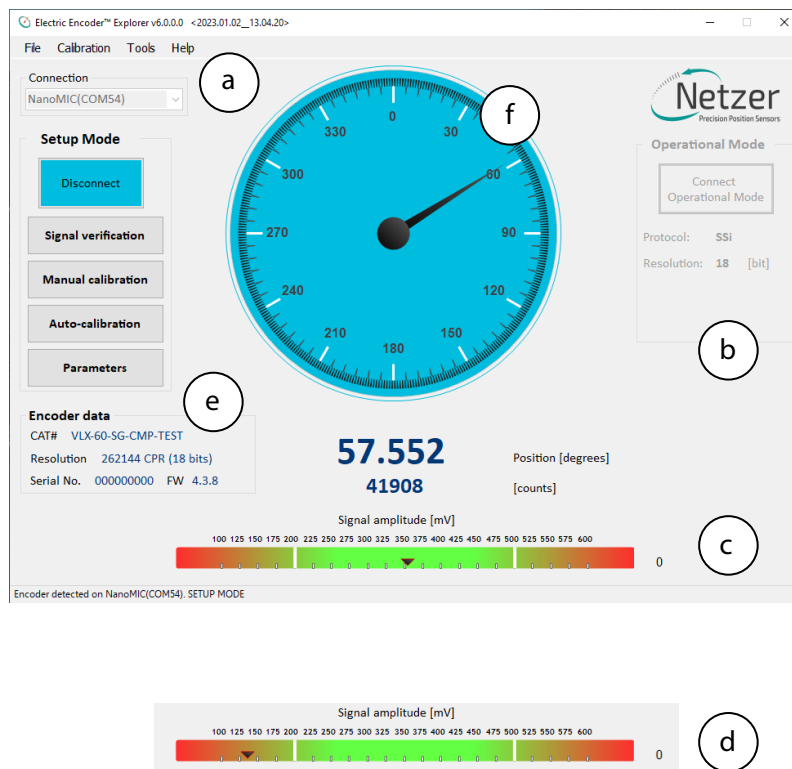 Electric Encoder™ Explorer v6.0.0.0 <2023.01.02__13.04.20>
File Calibration Tools Help
Connection
NanoMIC(COM54)
a
f
Netzer
Precision Position Sensors
Setup Mode
Disconnect
Signal verification
Manual calibration
Auto-calibration
Parameters
0
30
60
90
120
150
180
210
240
270
300
330
Operational Mode
Connect
Operational Mode
Protocol: SSi
Resolution: 18 [bit]
b
e
Encoder data
CAT# VLX-60-SG-CMP-TEST
Resolution 262144 CPR (18 bits)
Serial No. 000000000 FW 4.3.8
57.552 Position [degrees]
41908 [counts]
Signal amplitude [mV]
100 125 150 175 200 225 250 275 300 325 350 375 400 425 450 475 500 525 550 575 600
0
c
Encoder detected on NanoMIC(COM54). SETUP MODE
Signal amplitude [mV]
100 125 150 175 200 225 250 275 300 325 350 375 400 425 450 475 500 525 550 575 600
0
d